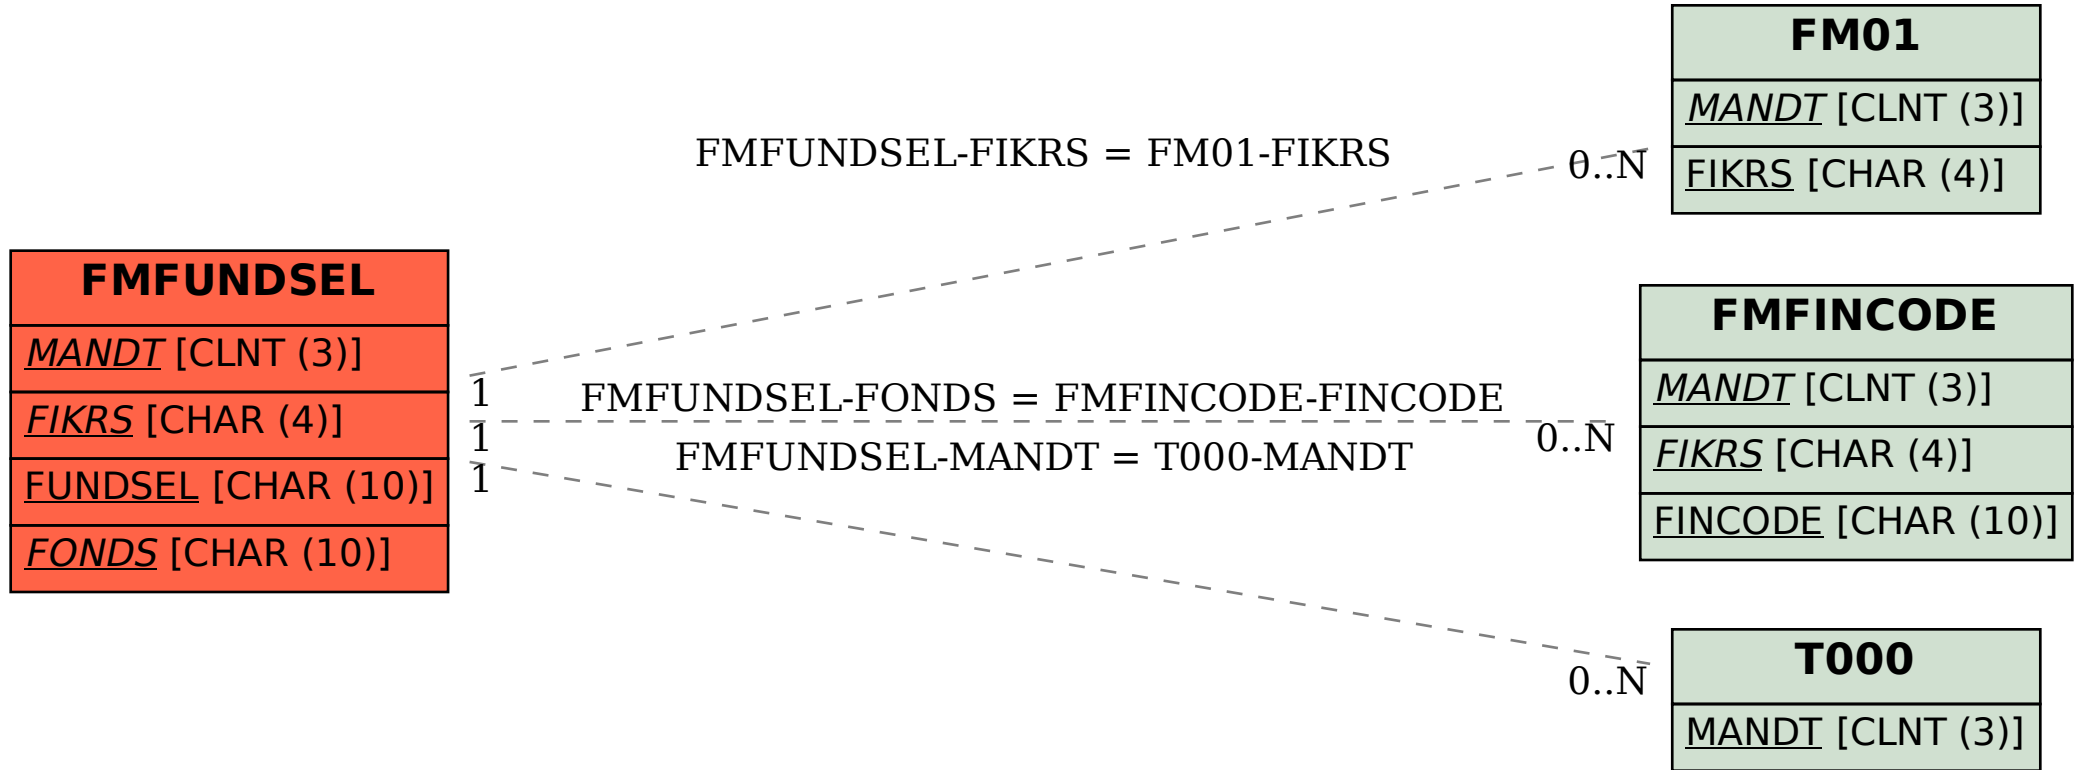 FM01
MANDT [CLNT (3)]
FIKRS [CHAR (4)]
FMFUNDSEL-FIKRS = FM01-FIKRS
0..N
FMFUNDSEL
MANDT [CLNT (3)]
FIKRS [CHAR (4)]
FUNDSEL [CHAR (10)]
FONDS [CHAR (10)]
1
1
1
FMFUNDSEL-FONDS = FMFINCODE-FINCODE
0..N
FMFUNDSEL-MANDT = T000-MANDT
FMFINCODE
MANDT [CLNT (3)]
FIKRS [CHAR (4)]
FINCODE [CHAR (10)]
0..N
T000
MANDT [CLNT (3)]